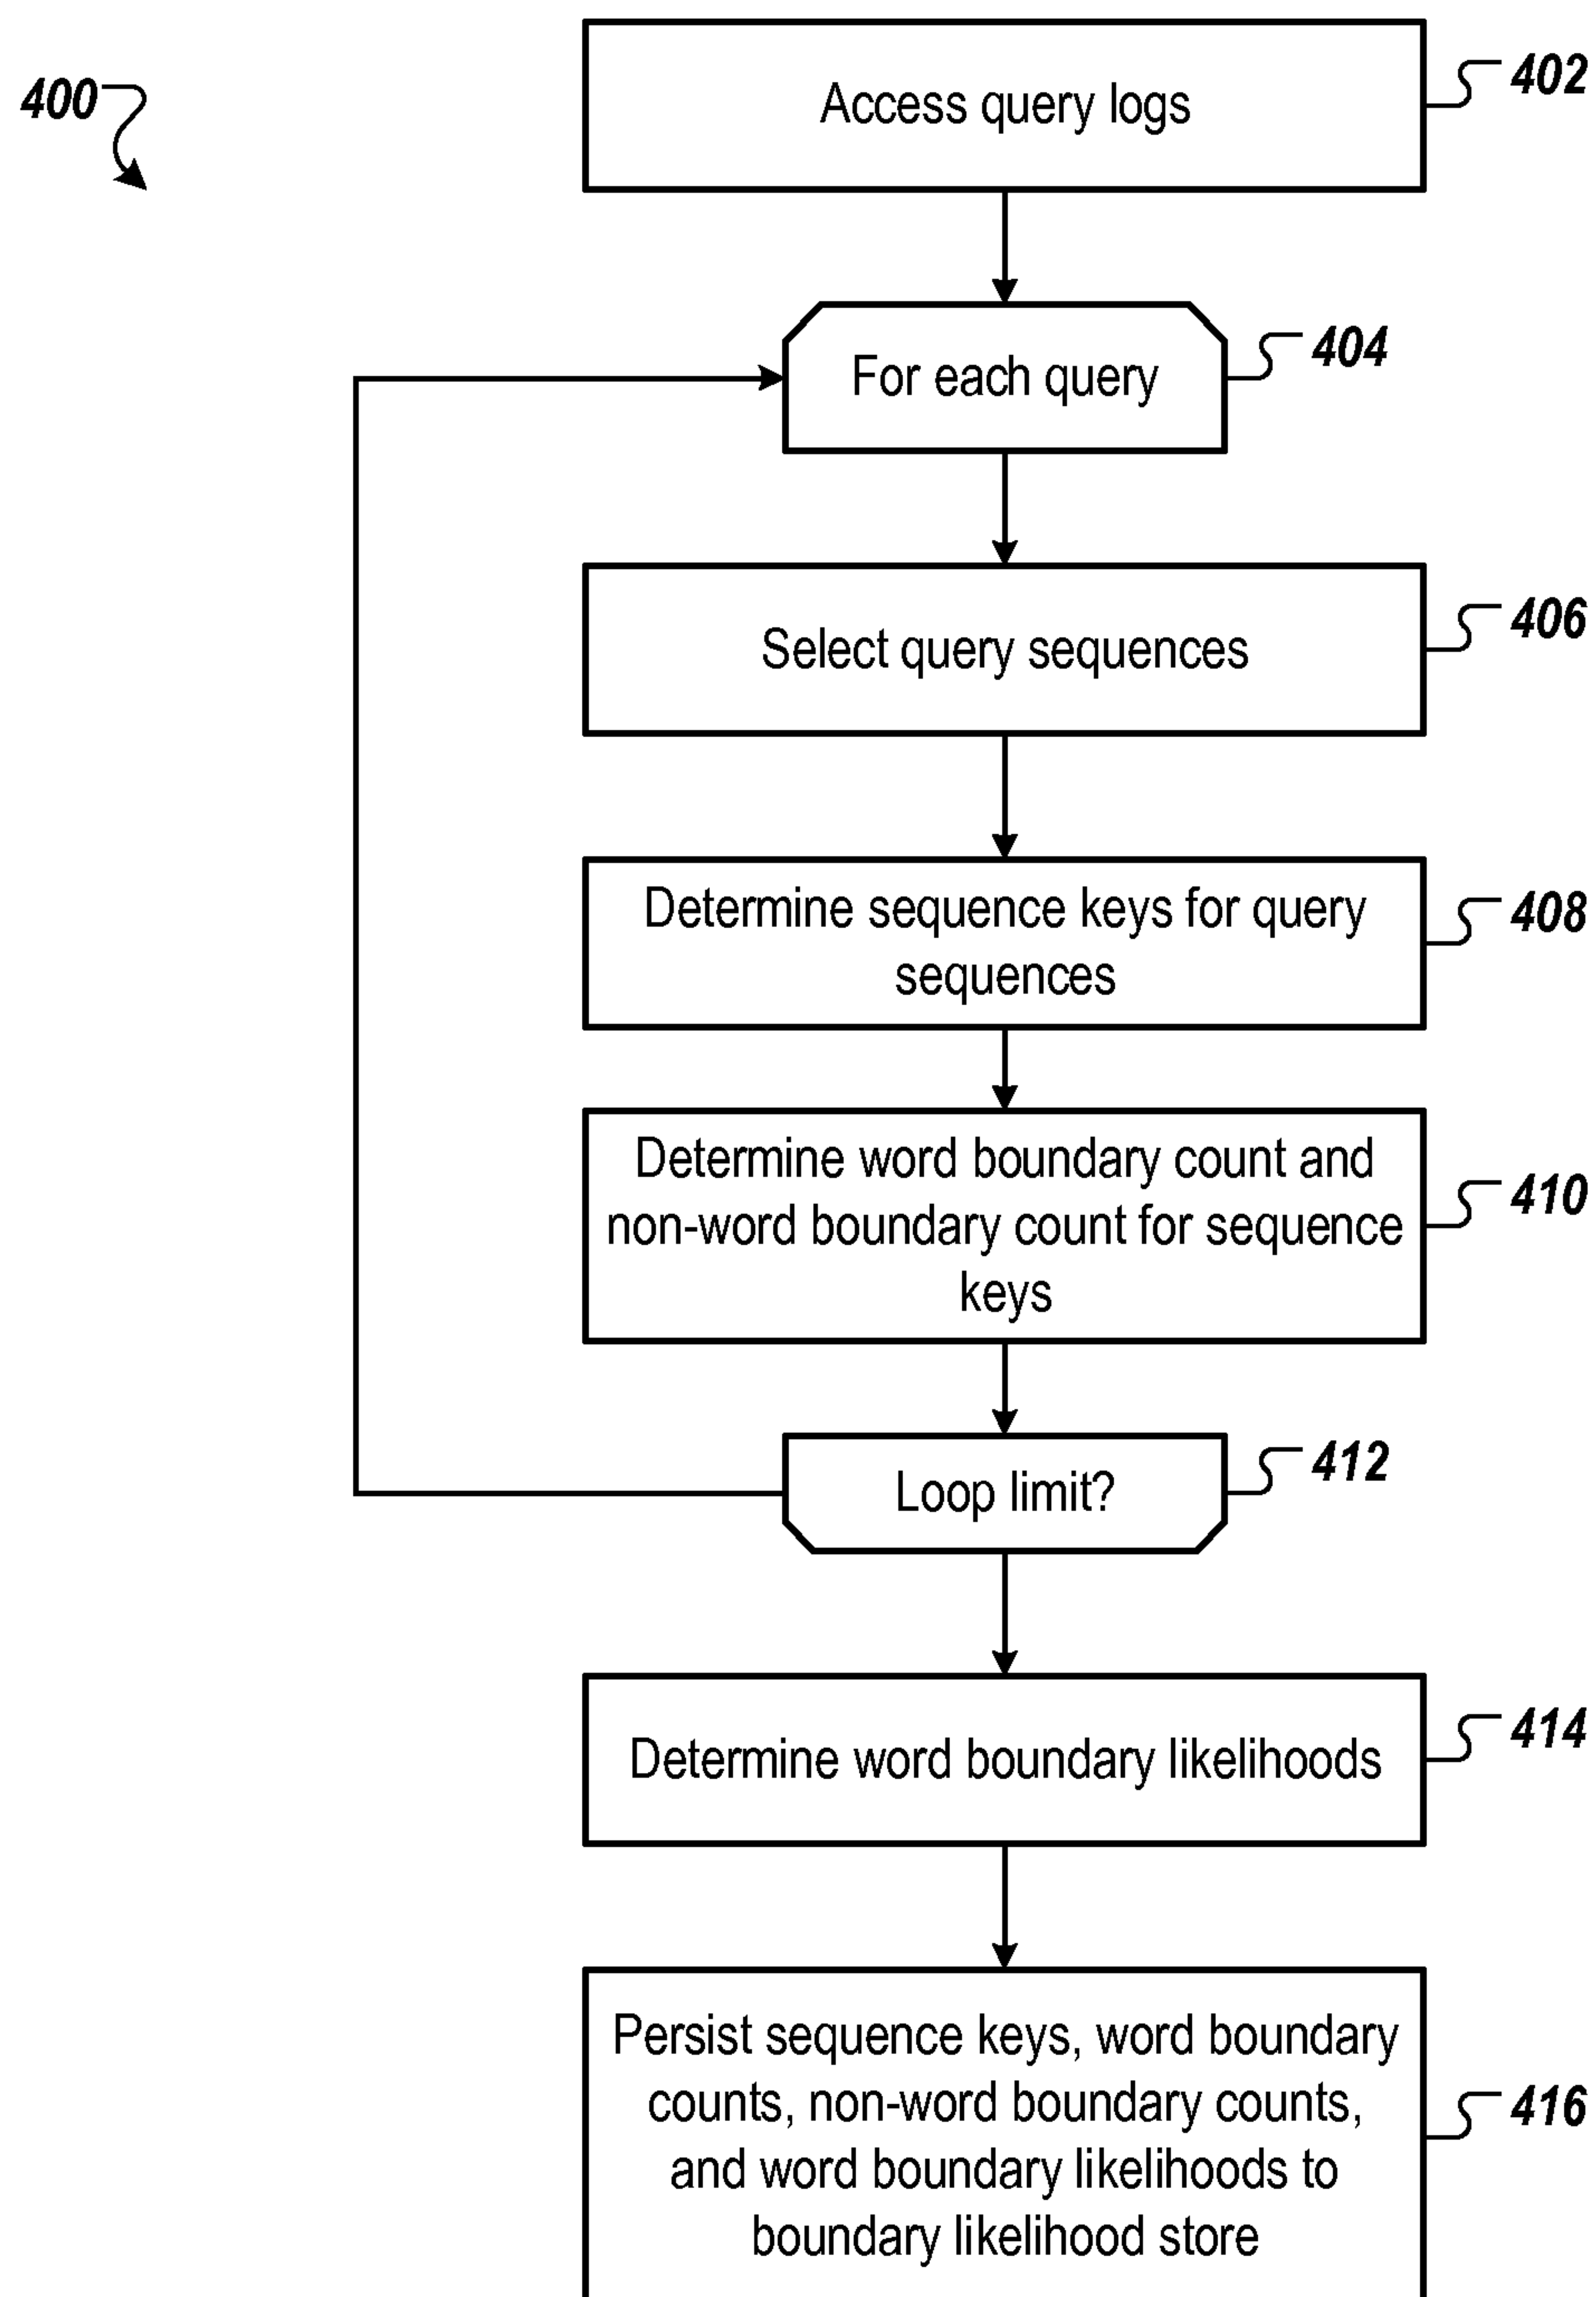 400
Access query logs
402
For each query
404
Select query sequences
406
Determine sequence keys for query
sequences
408
Determine word boundary count and
non-word boundary count for sequence
keys
410
Loop limit?
412
Determine word boundary likelihoods
414
Persist sequence keys, word boundary
counts, non-word boundary counts,
and word boundary likelihoods to
boundary likelihood store
416